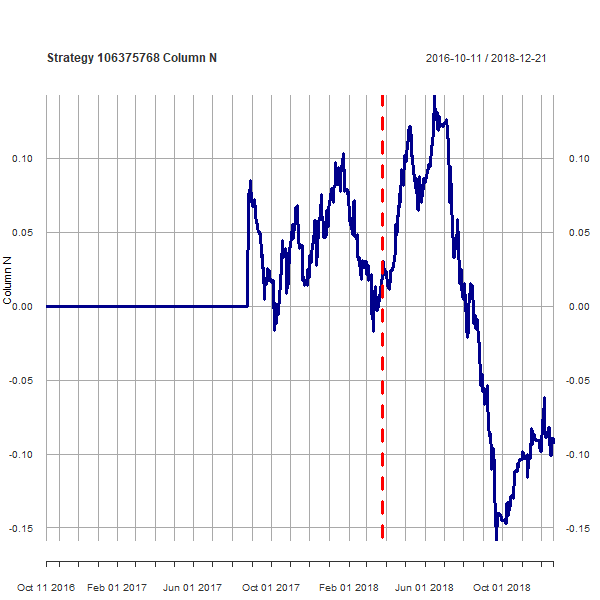 Strategy 106375768 Column N
2016-10-11 / 2018-12-21
0.10
0.10
0.05
0.05
Column N
0.00
0.00
-0.05
-0.05
-0.10
-0.10
-0.15
-0.15
Oct 11 2016
Feb 01 2017
Jun 01 2017
Oct 01 2017
Feb 01 2018
Jun 01 2018
Oct 01 2018